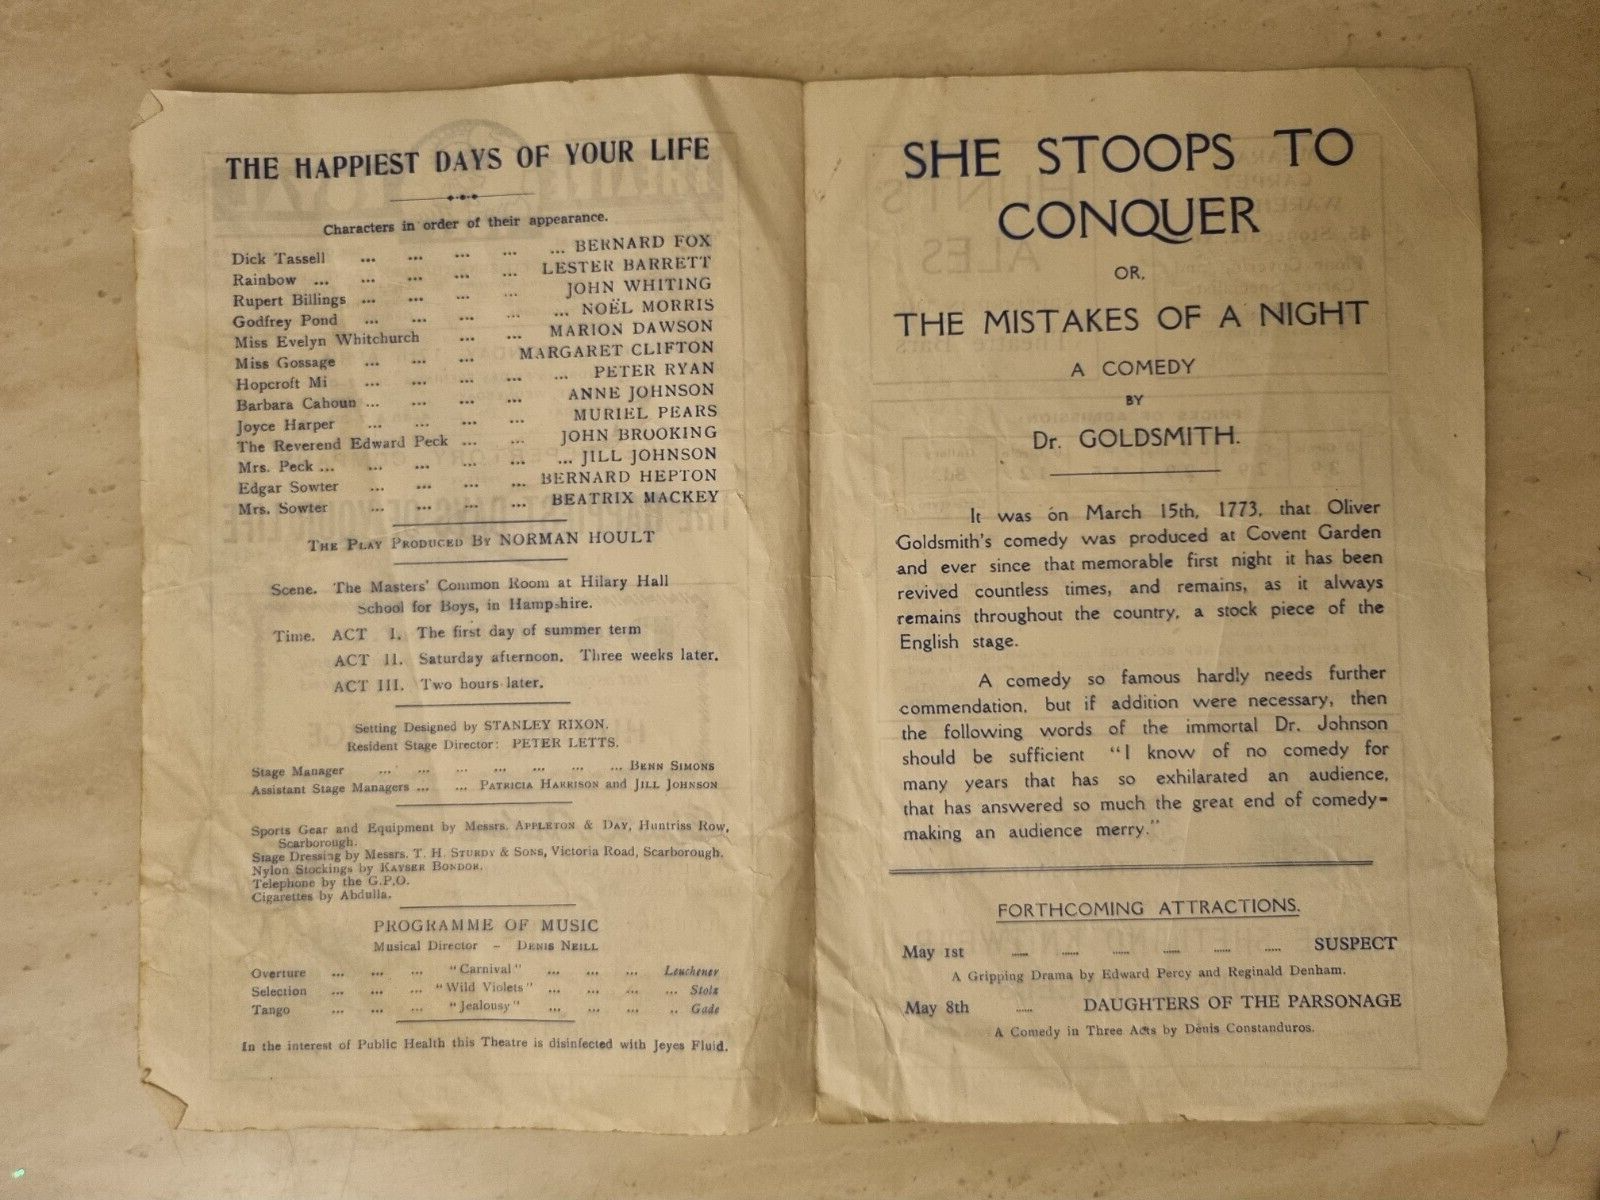 THE HAPPIEST DAYS OF YOUR LIFE
Characters in order of their appearance.
Dick Tassell ... ... ... ... ... BERNARD FOX
Rainbow ... ... ... ... ... LESTER BARRETT
Rupert Billings ... ... ... ... JOHN WHITING
Godfrey Pond ... ... ... ... ... NOËL MORRIS
Miss Evelyn Whitchurch ... ... MARION DAWSON
Miss Gossage ... ... ... MARGARET CLIFTON
Hopcroft Mi ... ... ... ... ... PETER RYAN
Barbara Cahoun ... ... ... ... ANNE JOHNSON
Joyce Harper ... ... ... ... MURIEL PEARS
The Reverend Edward Peck ... ... JOHN BROOKING
Mrs. Peck ... ... ... ... ... ... JILL JOHNSON
Edgar Sowter ... ... ... ... BERNARD HEPTON
Mrs. Sowter ... ... ... ... BEATRIX MACKEY
THE PLAY PRODUCED BY NORMAN HOULT
Scene. The Masters' Common Room at Hilary Hall
School for Boys, in Hampshire.
Time. ACT I. The first day of summer term
ACT II. Saturday afternoon. Three weeks later.
ACT III. Two hours later.
Setting Designed by STANLEY RIXON.
Resident Stage Director: PETER LETTS.
Stage Manager ... ... ... ... ... ... ... BENN SIMONS
Assistant Stage Managers ... ... PATRICIA HARRISON and JILL JOHNSON
Sports Gear and Equipment by Messrs. APPLETON & DAY, Huntriss Row,
Scarborough.
Stage Dressing by Messrs. T. H. STURDY & SONS, Victoria Road, Scarborough.
Nylon Stockings by KAYSER BONDOR.
Telephone by the G.P.O.
Cigarettes by Abdulla.
PROGRAMME OF MUSIC
Musical Director – DENIS NEILL
Overture ... ... ... "Carnival" ... ... ... Leuchener
Selection ... ... ... "Wild Violets" ... ... ... ... Stolz
Tango ... ... ... "Jealousy" ... ... ... .. Gade
In the interest of Public Health this Theatre is disinfected with Jeyes Fluid.
SHE STOOPS TO
CONQUER
OR,
THE MISTAKES OF A NIGHT
A COMEDY
BY
Dr. GOLDSMITH.
It was on March 15th, 1773, that Oliver
Goldsmith's comedy was produced at Covent Garden
and ever since that memorable first night it has been
revived countless times, and remains, as it always
remains throughout the country, a stock piece of the
English stage.
A comedy so famous hardly needs further
commendation, but if addition were necessary, then
the following words of the immortal Dr. Johnson
should be sufficient "I know of no comedy for
many years that has so exhilarated an audience,
that has answered so much the great end of comedy-
making an audience merry."
FORTHCOMING ATTRACTIONS.
May 1st ...... ...... ...... ...... ...... ...... SUSPECT
A Gripping Drama by Edward Percy and Reginald Denham.
May 8th ...... DAUGHTERS OF THE PARSONAGE
A Comedy in Three Acts by Denis Constanduros.